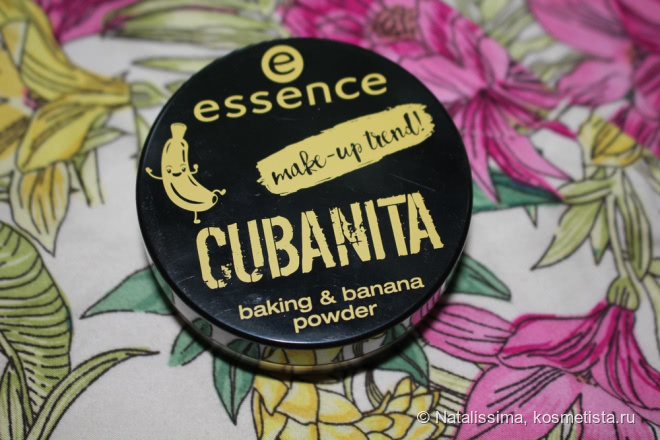 e
essence
make-up trend!
CUBANITA
baking & banana
powder
© Natalissima, kosmetista.ru